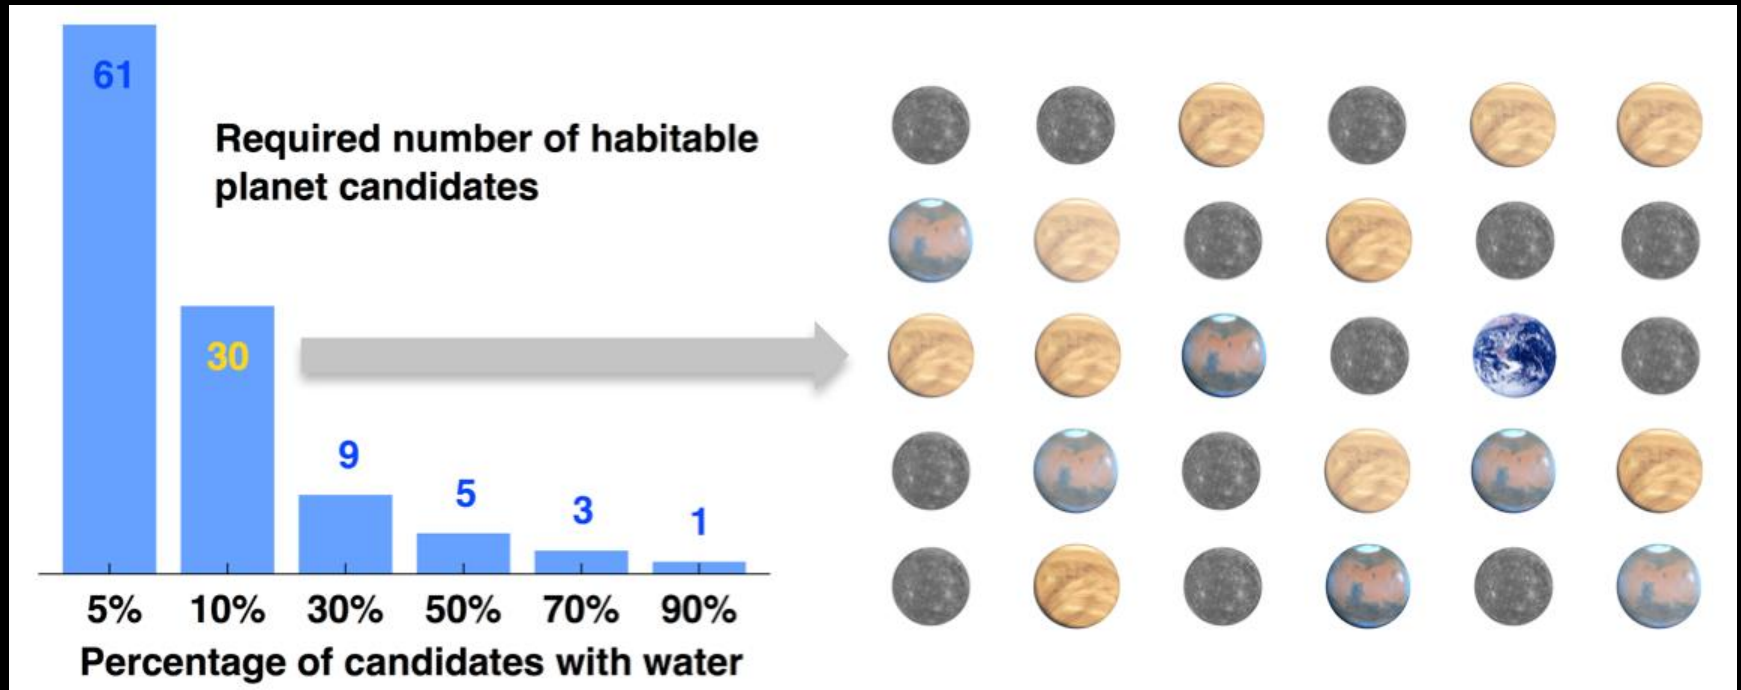 61
Required number of habitable
planet candidates
30
9
5
3
1
5% 10% 30% 50% 70% 90%
Percentage of candidates with water